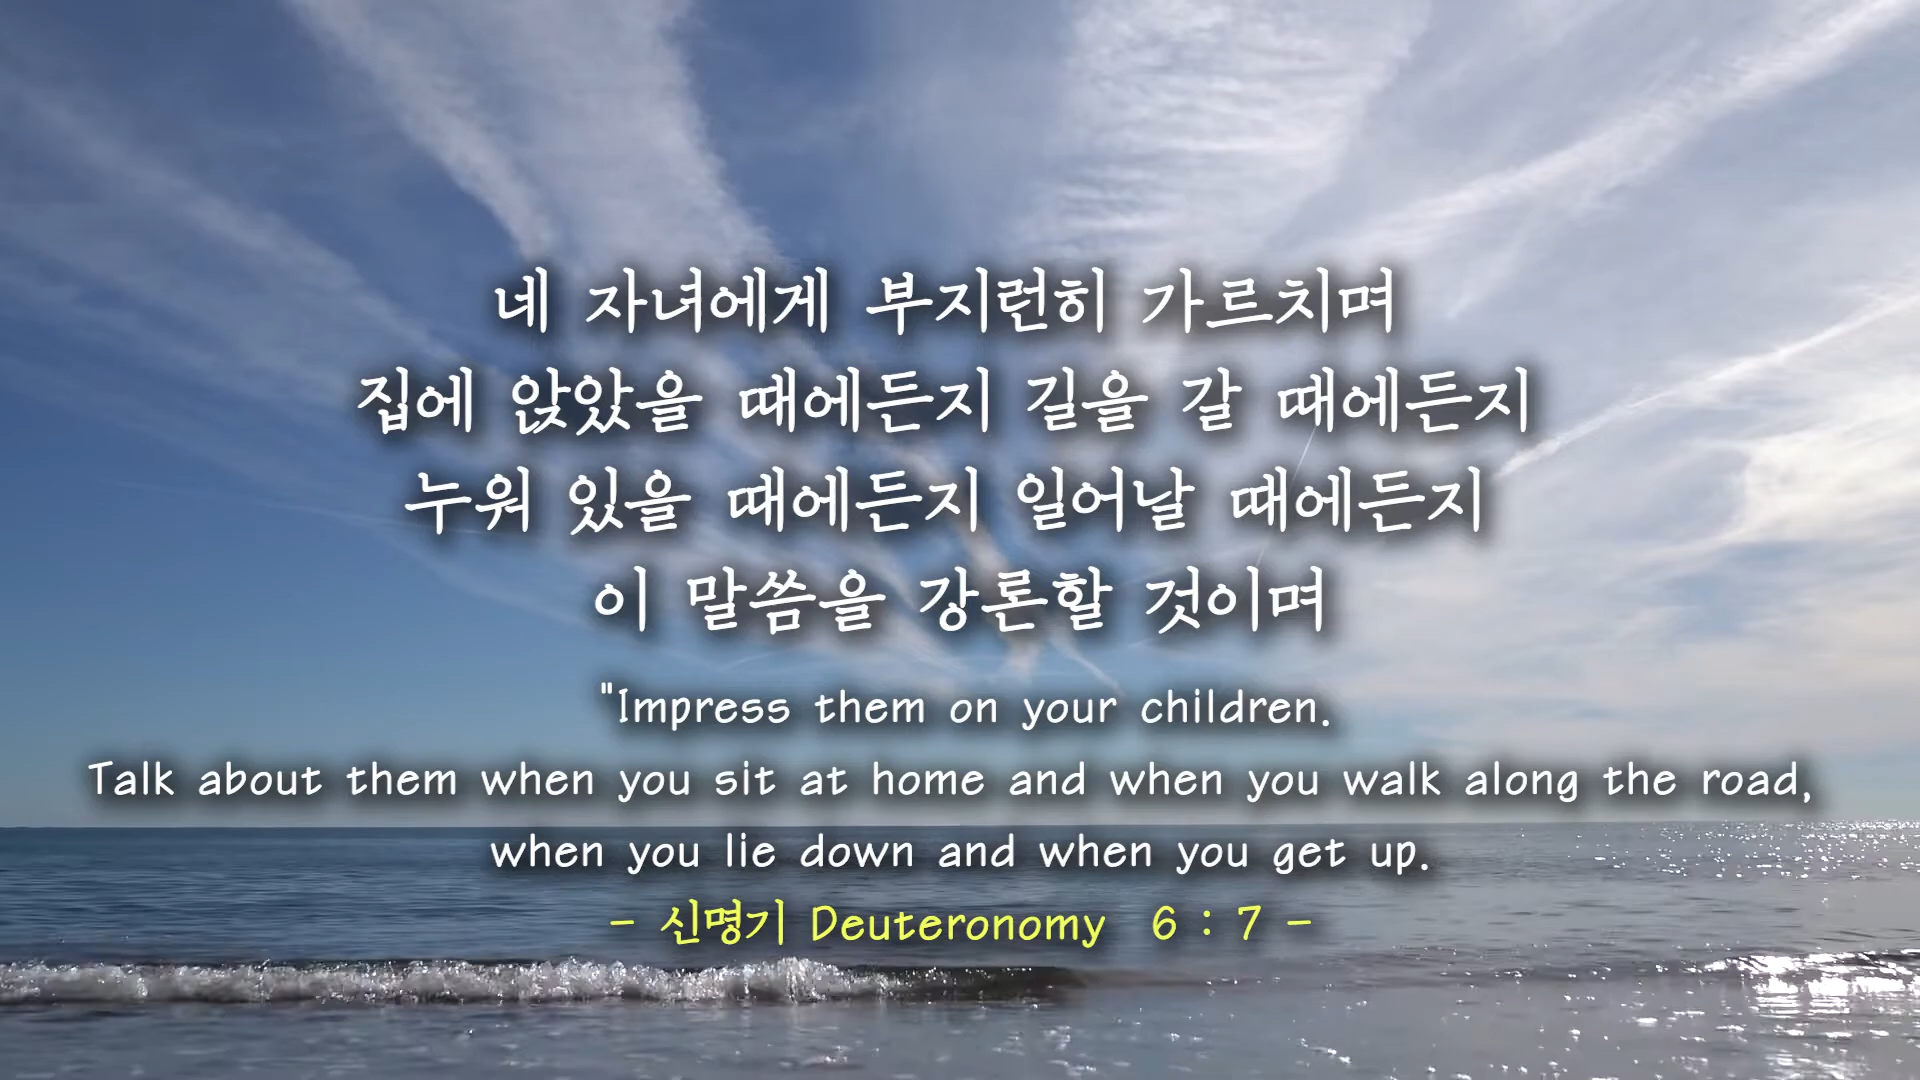 네 자녀에게 부지런히 가르치며
집에 앉았을 때에든지 길을 갈 때에든지
누워 있을 때에든지 일어날 때에든지
이 말씀을 강론할 것이며
"Impress them on your children.
Talk about them when you sit at home and when you walk along the road,
when you lie down and when you get up.
- 신명기 Deuteronomy 6 : 7 -